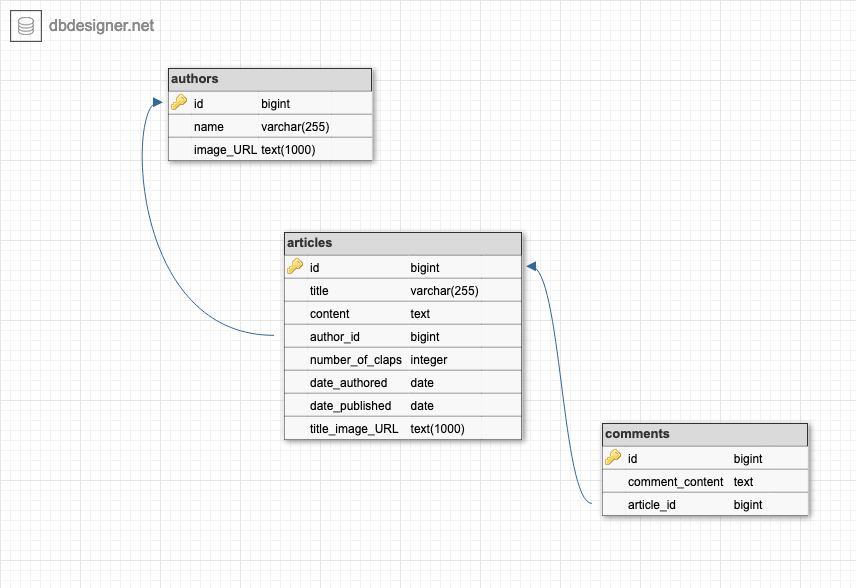 dbdesigner.net
authors
id bigint
name varchar(255)
image_URL text(1000)
articles
id bigint
title varchar(255)
content text
author_id bigint
number_of_claps integer
date_authored date
date_published date
title_image_URL text(1000)
comments
id bigint
comment_content text
article_id bigint